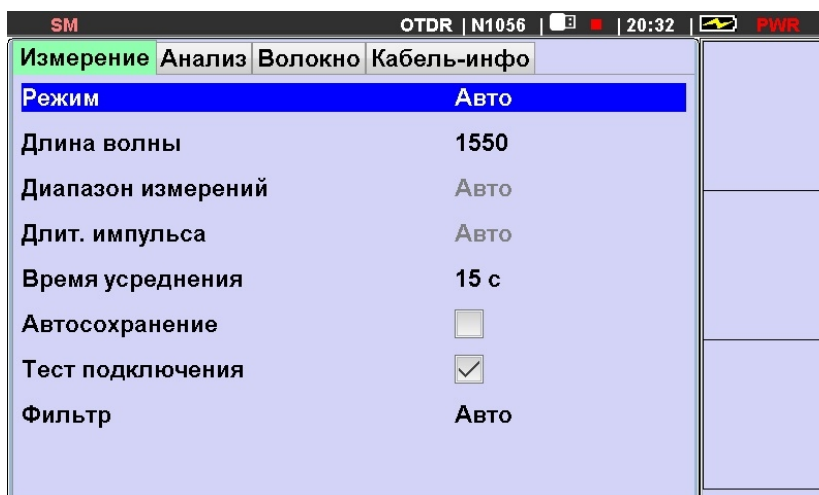 SM OTDR | N1056 | | 20:32 | PWR
Измерение Анализ Волокно Кабель-инфо
Режим Авто
Длина волны 1550
Диапазон измерений Авто
Длит. импульса Авто
Время усреднения 15 с
Автосохранение
Тест подключения
Фильтр Авто